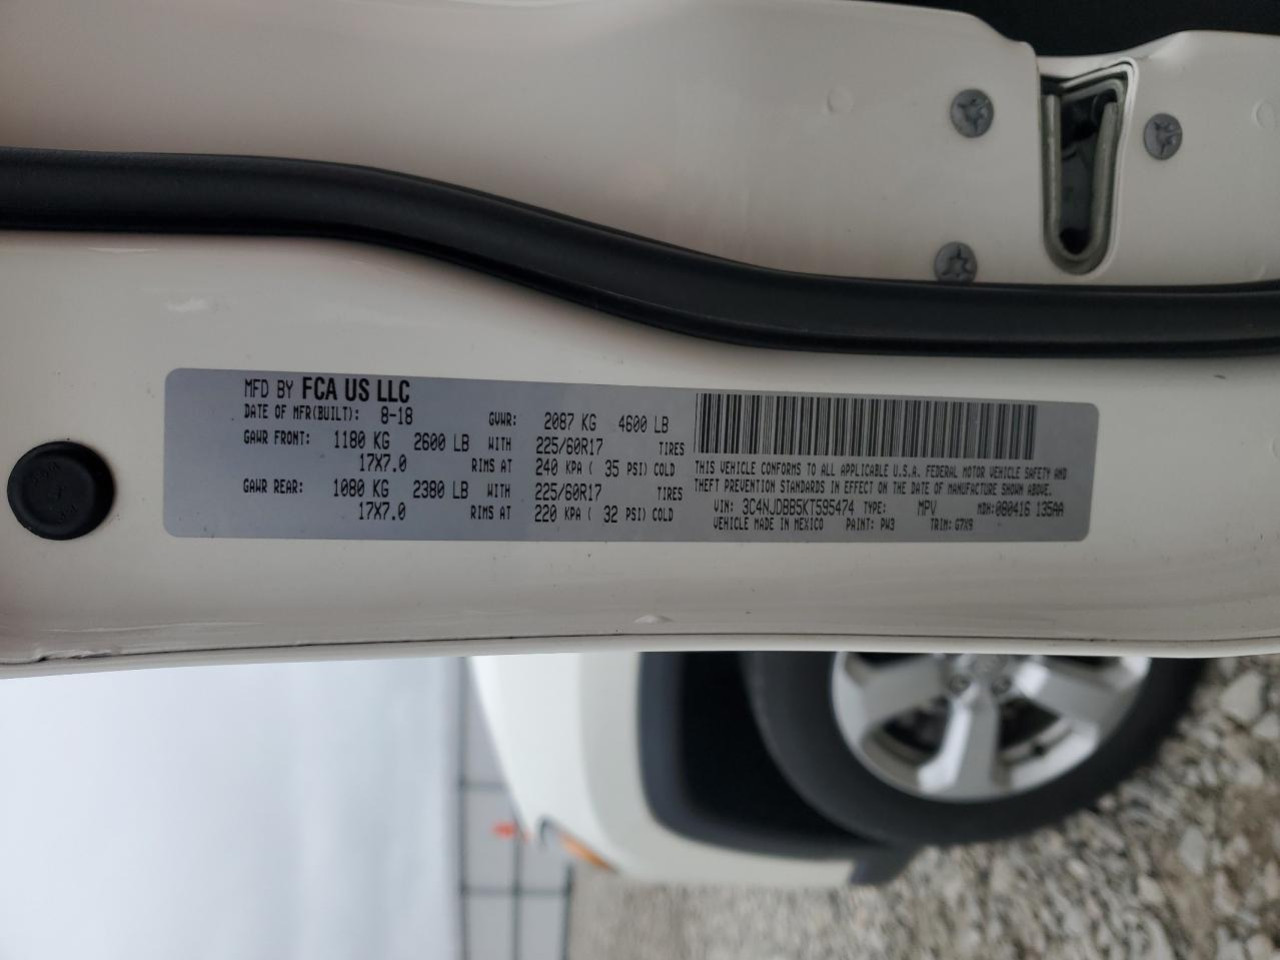 MFD BY FCA US LLC
DATE OF MFR(BUILT): 8-18 GVWR: 2087 KG 4600 LB
GAWR FRONT: 1180 KG 2600 LB WITH 225/60R17 TIRES
17X7.0 RIMS AT 240 KPA ( 35 PSI) COLD
GAWR REAR: 1080 KG 2380 LB WITH 225/60R17 TIRES
17X7.0 RIMS AT 220 KPA ( 32 PSI) COLD
THIS VEHICLE CONFORMS TO ALL APPLICABLE U.S.A. FEDERAL MOTOR VEHICLE SAFETY AND
THEFT PREVENTION STANDARDS IN EFFECT ON THE DATE OF MANUFACTURE SHOWN ABOVE.
VIN: 3C4NJDBB5KT595474 TYPE: MPV MDH:080416 135AA
VEHICLE MADE IN MEXICO PAINT: PW3 TRIM: G7X9